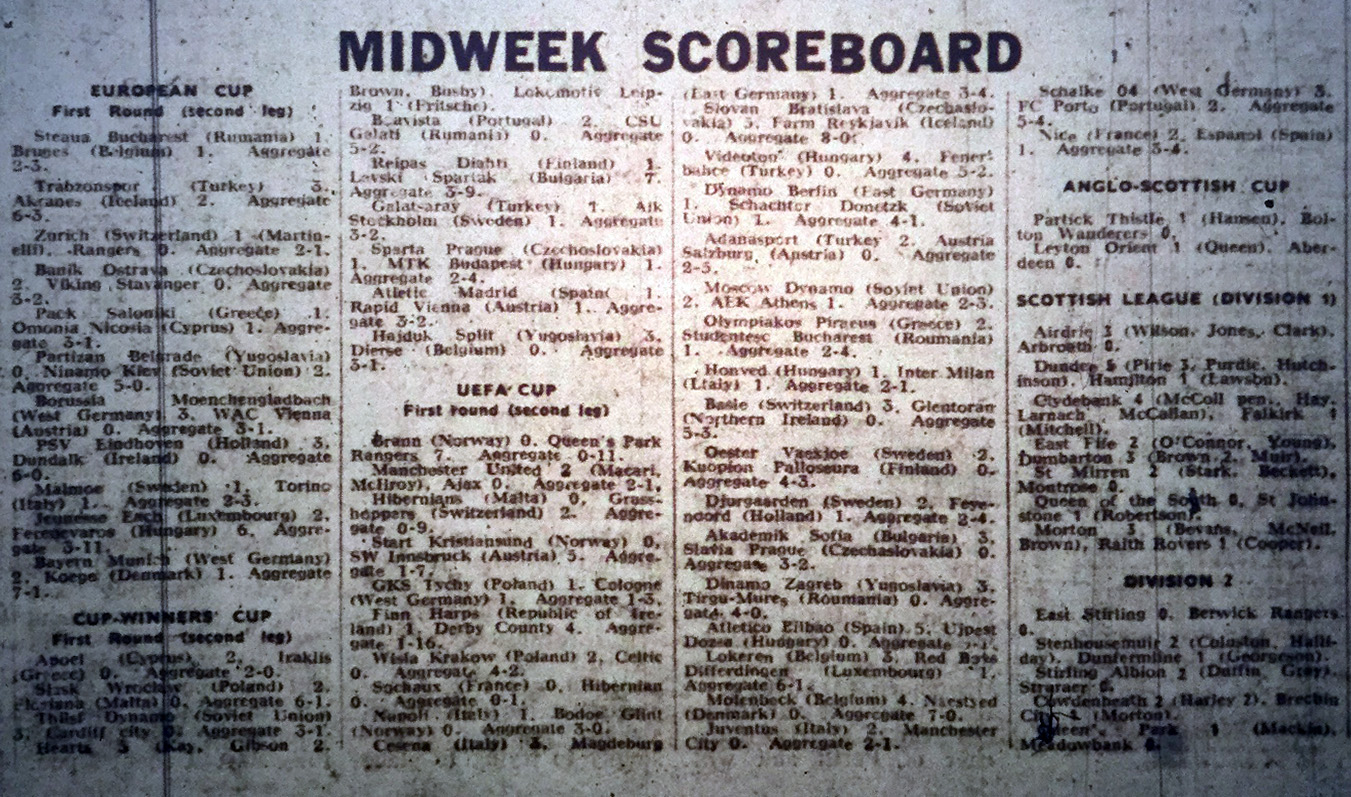 MIDWEEK SCOREBOARD
EUROPEAN CUP
First Round (second leg)
Steaua Bucharest (Rumania) 1.
Bruges (Belgium) 1. Aggregate
2-3.
Trabzonspor (Turkey) 3.
Akranes (Iceland) 2. Aggregate
6-3.
Zurich (Switzerland) 1 (Martin-
elli). Rangers 0. Aggregate 2-1.
Banik Ostrava (Czechoslovakia)
2. Viking Stavanger 0. Aggregate
3-2.
Pack Saloniki (Greece) 1.
Omonia Nicosia (Cyprus) 1. Aggre-
gate 3-1.
Partizan Belgrade (Yugoslavia)
0. Ninamo Kiev (Soviet Union) 2.
Aggregate 5-0.
Borussia Moenchengladbach
(West Germany) 3. WAC Vienna
(Austria) 0. Aggregate 3-1.
PSV Eindhoven (Holland) 3.
Dundalk (Ireland) 0. Aggregate
6-0.
Malmoe (Sweden) 1. Torino
(Italy) 1. Aggregate 2-3.
Jeunesse Esch (Luxembourg) 2.
Ferencvaros (Hungary) 6. Aggre-
gate 3-11.
Bayern Munich (West Germany)
2. Koege (Denmark) 1. Aggregate
7-1.
CUP-WINNERS' CUP
First Round (second leg)
Apoel (Cyprus) 2, Iraklis
(Greece) 0. Aggregate 2-0.
Slask Wroclaw (Poland) 2.
(Malta) 0. Aggregate 6-1.
Dynamo (Soviet Union)
3. Cardiff city 0. Aggregate 3-1.
Hearts 5 (Kay, Gibson 2.
Brown, Busby). Lokomotiv Leip-
zig 1 (Fritsche).
Boavista (Portugal) 2. CSU
Galati (Rumania) 0. Aggregate
5-2.
Reipas Diahti (Finland) 1.
Levski Spartak (Bulgaria) 7.
Aggregate 3-9.
Galatsaray (Turkey) 1. Aik
Stockholm (Sweden) 1. Aggregate
3-2.
Sparta Prague (Czechoslovakia)
1. MTK Budapest (Hungary) 1.
Aggregate 2-4.
Atletic Madrid (Spain( 1.
Rapid Vienna (Austria) 1. Aggre-
gate 3-2.
Hajduk Split (Yugoslavia) 3.
Dierse (Belgium) 0. Aggregate
3-1.
UEFA CUP
First round (second leg)
Brann (Norway) 0. Queen's Park
Rangers 7. Aggregate 0-11.
Manchester United 2 (Macari,
McIlroy), Ajax 0. Aggregate 2-1.
Hibernians (Malta) 0, Grass-
hoppers (Switzerland) 2. Aggre-
gate 0-9.
Start Kristiansund (Norway) 0,
SW Innsbruck (Austria) 5. Aggre-
gate 1-7.
GKS Tychy (Poland) 1. Cologne
(West Germany) 1. Aggregate 1-3.
Finn Harps (Republic of Ire-
land) 1. Derby County 4. Aggre-
gate 1-16.
Wisla Krakow (Poland) 2, Celtic
0. Aggregate 4-2.
Sochaux (France) 0. Hibernian
0. Aggregate 0-1.
Napoli (Italy) 1. Bodoe Glint
(Norway) 0. Aggregate 3-0.
Cesena (Italy) 3. Magdeburg
(East Germany) 1. Aggregate 3-4.
Slovan Bratislava (Czechaslo-
vakia) 5. Farm Reykjavik (Iceland)
0. Aggregate 8-0.
Videoton (Hungary) 4. Fener-
bahce (Turkey) 0. Aggregate 5-2.
Dynamo Berlin (East Germany)
1. Schachtor Donetzk (Soviet
Union) 1. Aggregate 4-1.
Adanasport (Turkey 2. Austria
Salzburg (Austria) 0. Aggregate
2-5.
Moscow Dynamo (Soviet Union)
2. AEK Athens 1. Aggregate 2-3.
Olympiakos Piraeus (Greece) 2.
Studentesc Bucharest (Roumania)
1. Aggregate 2-4.
Honved (Hungary) 1. Inter Milan
(Ltaly) 1. Aggregate 2-1.
Basle (Switzerland) 3. Glentoran
(Northern Ireland) 0. Aggregate
5-3.
Oester Vaexjoe (Sweden) 2.
Kuopion Palloseura (Finland) 0.
Aggregate 4-3.
Djurgaarden (Sweden) 2. Feye-
noord (Holland) 1. Aggregate 2-4.
Akademik Sofia (Bulgaria) 3.
Slavia Prague (Czechaslovakia) 0.
Aggregate 3-2.
Dinamo Zagreb (Yugoslavia) 3.
Tirgu-Mures (Roumania) 0. Aggre-
gate 4-0.
Atletico Bilbao (Spain) 5. Ujpest
Dozsa (Hungary) 0. Aggregate
Lokeren (Belgium) 3. Red Boys
Differdingen (Luxembourg) 1.
Aggregate 6-1.
Molenbeck (Belgium) 4. Naestved
(Denmark) 0. Aggregate 7-0.
Juventus (Italy) 2. Manchester
City 0. Aggregate 2-1.
Schalke 04 (West Germany) 3.
FC Porto (Portugal) 2. Aggregate
5-4.
Nice (France) 2. Espanol (Spain)
1. Aggregate 3-4.
ANGLO-SCOTTISH CUP
Partick Thistle 1 (Hansen). Bol-
ton Wanderers 0.
Leyton Orient 1 (Queen). Aber-
deen 0.
SCOTTISH LEAGUE (DIVISION 1)
Airdrie 3 (Wilson, Jones, Clark).
Arbroath 0.
Dundee (Pirie 3, Purdie, Hutch-
inson). Hamilton 1 (Lawson).
Clydebank 4 (McColl pen., Hay.
Larnach McCallan), Falkirk 1
(Mitchell).
East Fife 2 (O'Connor, Young),
Dumbarton 3 (Brown 2, Muir).
St Mirren 2 (Stark, Beckett),
Montrose 0.
Queen of the South 0, St John-
stone 1 (Robertson).
Morton 3 (Bevans, McNeil,
Brown), Raith Rovers 1 (Cooper).
DIVISION 2
East Stirling 0. Berwick Rangers
0.
Stenhousemuir 2 (Colnston, Halli-
day). Dunfermline 1 (Georgeson).
Stirling Albion 2 (Duffin, Gray).
Stranraer
Cowdenbeath 2 (Harley 2). Brechin
(Morton).
Park 1 (Mackin).
Meadowbank